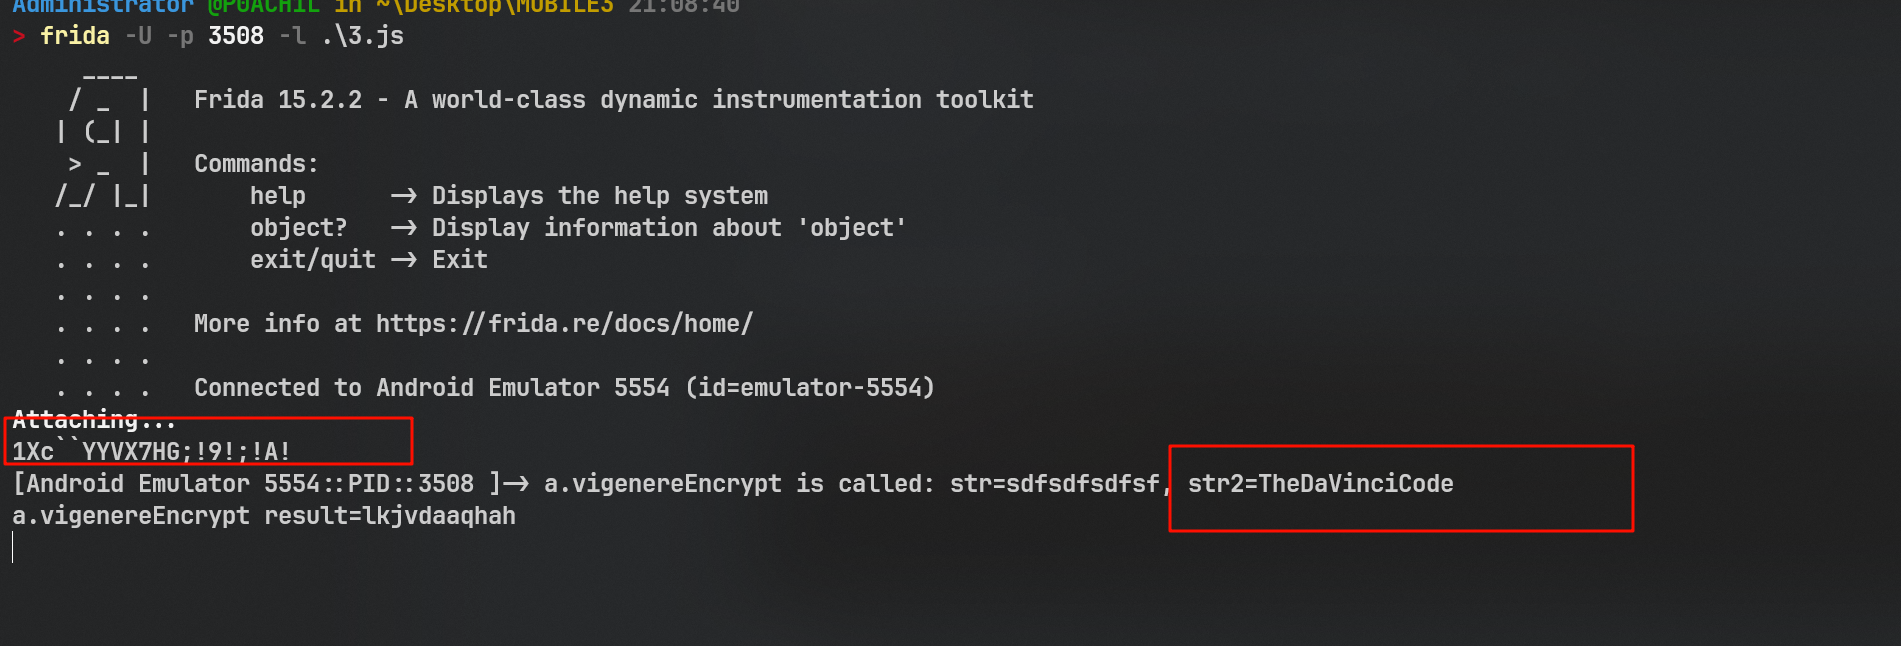 Administrator @P0ACH1L in ~\Desktop\MOBILE3 21:08:40
> frida -U -p 3508 -l .\3.js
     ____
    / _  |   Frida 15.2.2 - A world-class dynamic instrumentation toolkit
   | (_| |
    > _  |   Commands:
   /_/ |_|       help      -> Displays the help system
   . . . .       object?   -> Display information about 'object'
   . . . .       exit/quit -> Exit
   . . . .
   . . . .   More info at https://frida.re/docs/home/
   . . . .
   . . . .   Connected to Android Emulator 5554 (id=emulator-5554)
Attaching...
1Xc``YYVX7HG;!9!;!A!
[Android Emulator 5554::PID::3508 ]-> a.vigenereEncrypt is called: str=sdfsdfsdfsf, str2=TheDaVinciCode
a.vigenereEncrypt result=lkjvdaaqhah